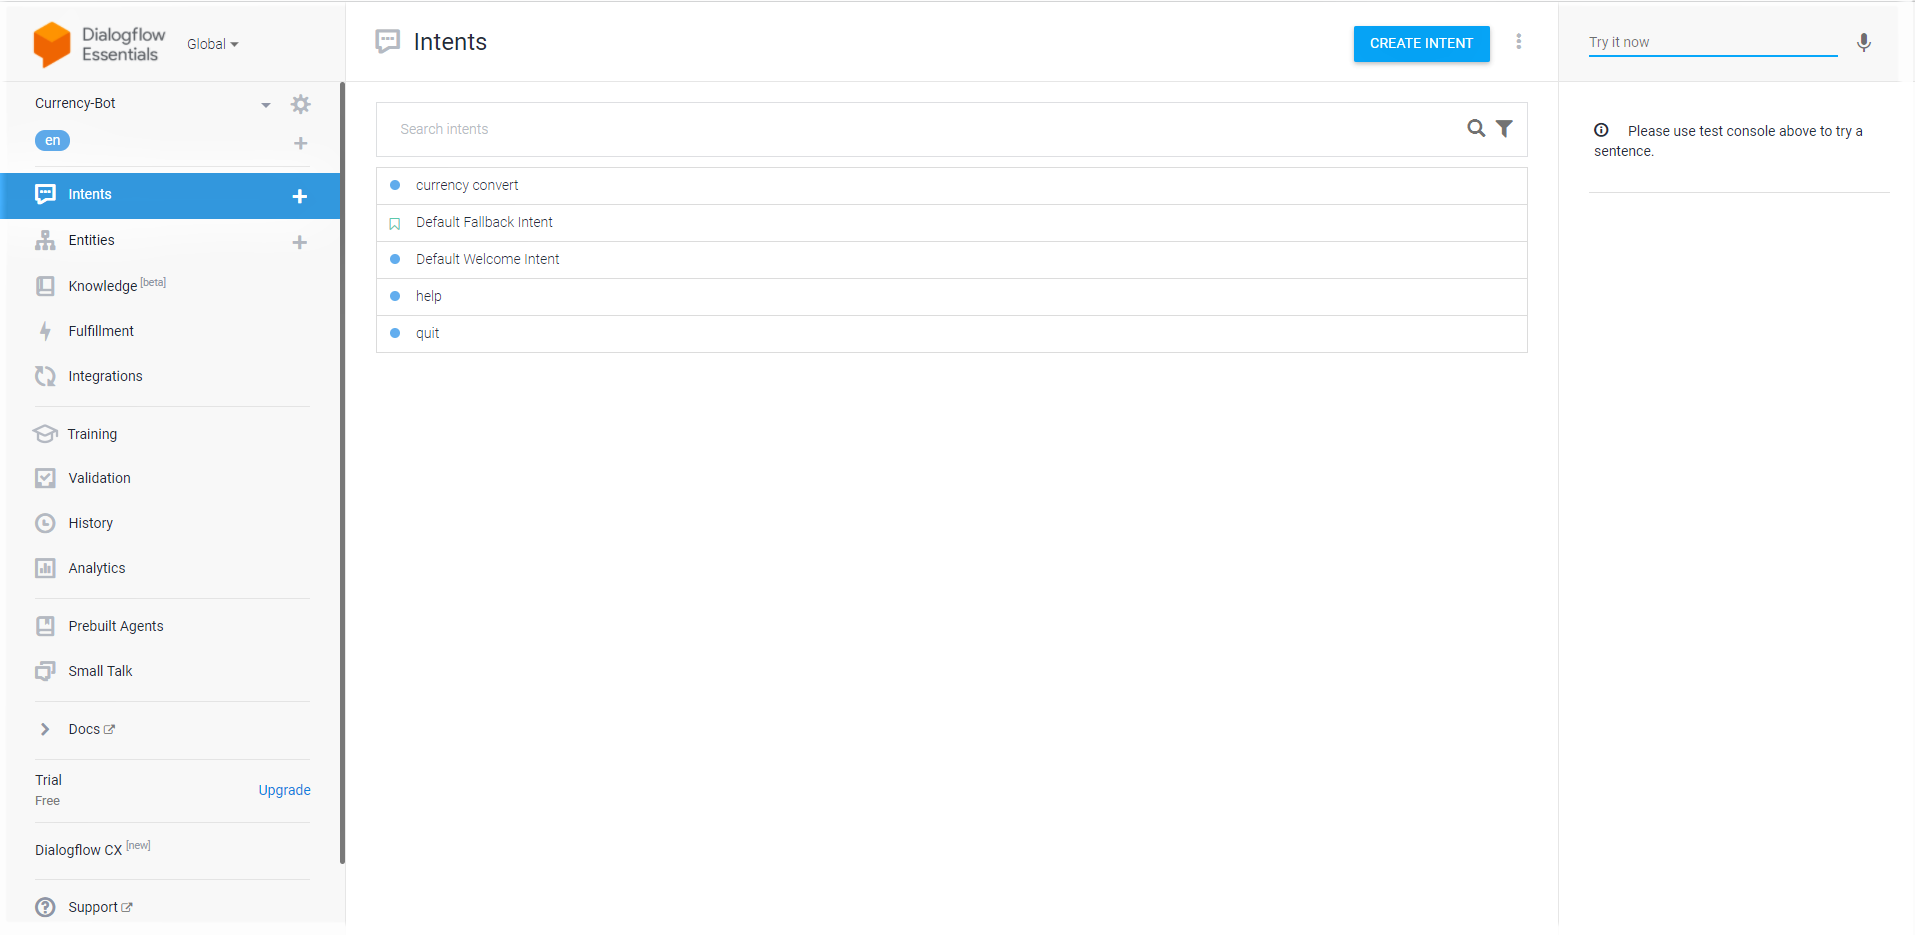 Dialogflow
Essentials
Global
Currency-Bot
en
Intents
Entities
Knowledge [beta]
Fulfillment
Integrations
Training
Validation
History
Analytics
Prebuilt Agents
Small Talk
Docs
Trial
Free
Upgrade
Dialogflow CX [new]
Support
Intents
CREATE INTENT
Search intents
currency convert
Default Fallback Intent
Default Welcome Intent
help
quit
Try it now
Please use test console above to try a
sentence.